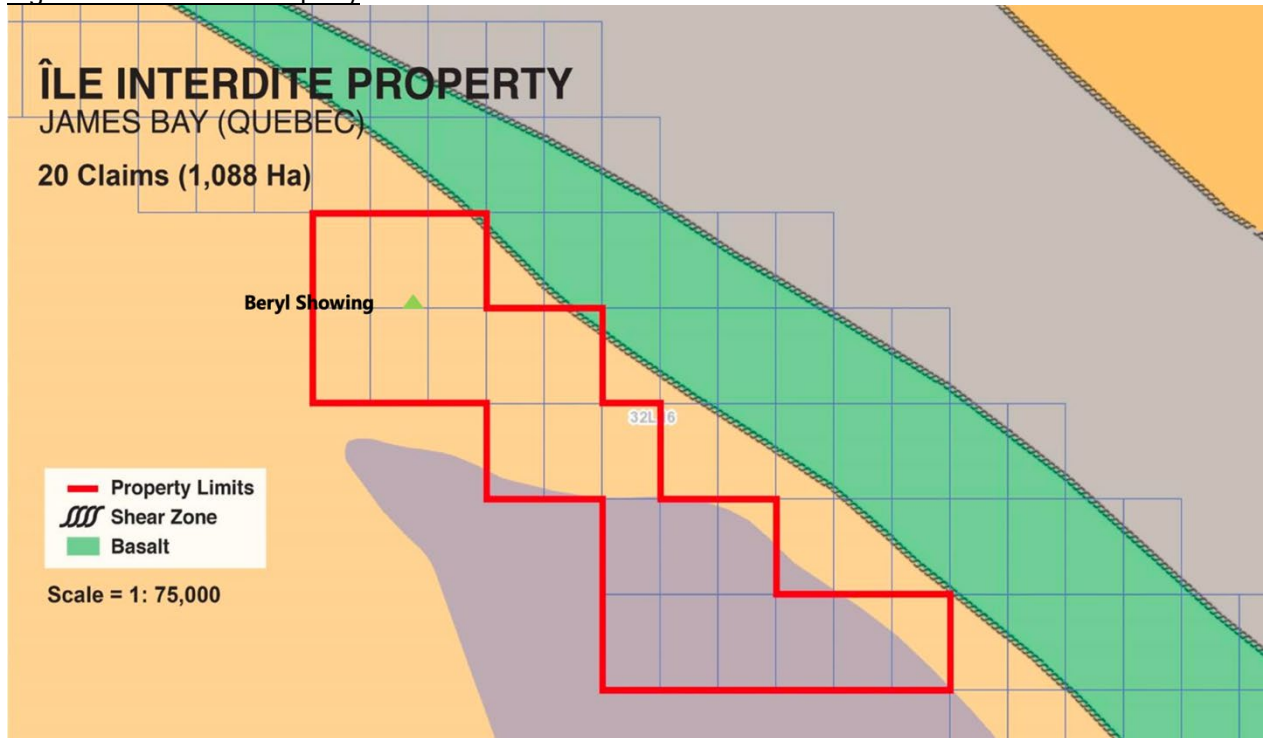 ÎLE INTERDITE PROPERTY
JAMES BAY (QUEBEC)
20 Claims (1,088 Ha)
Beryl Showing
Property Limits
Shear Zone
Basalt
Scale = 1: 75,000